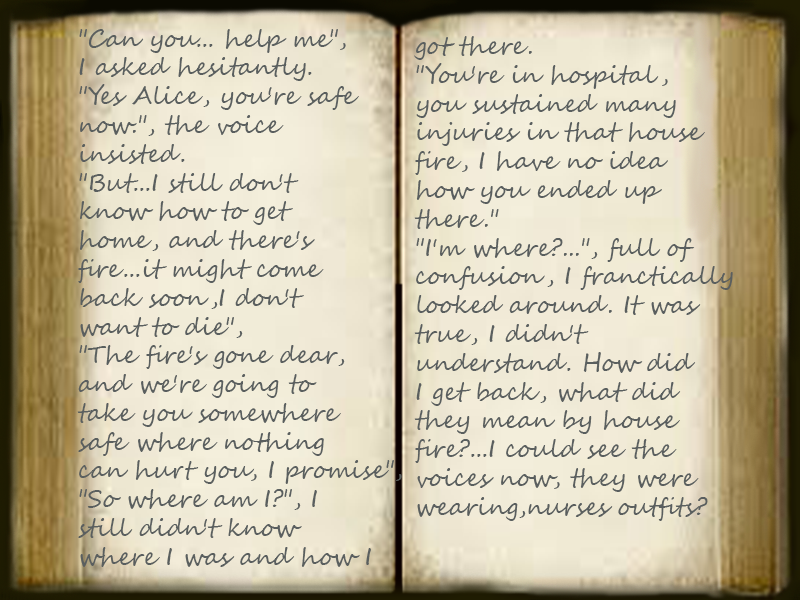 "Can you... help me",
I asked hesitantly.
"Yes Alice, you're safe
now.", the voice
insisted.
"But...I still don't
know how to get
home, and there's
fire...it might come
back soon,I don't
want to die",
"The fire's gone dear,
and we're going to
take you somewhere
safe where nothing
can hurt you, I promise",
"So where am I?", I
still didn't know
where I was and how I
got there.
"You're in hospital,
you sustained many
injuries in that house
fire, I have no idea
how you ended up
there."
"I'm where?...", full of
confusion, I franctically
looked around. It was
true, I didn't
understand. How did
I get back, what did
they mean by house
fire?...I could see the
voices now, they were
wearing,nurses outfits?